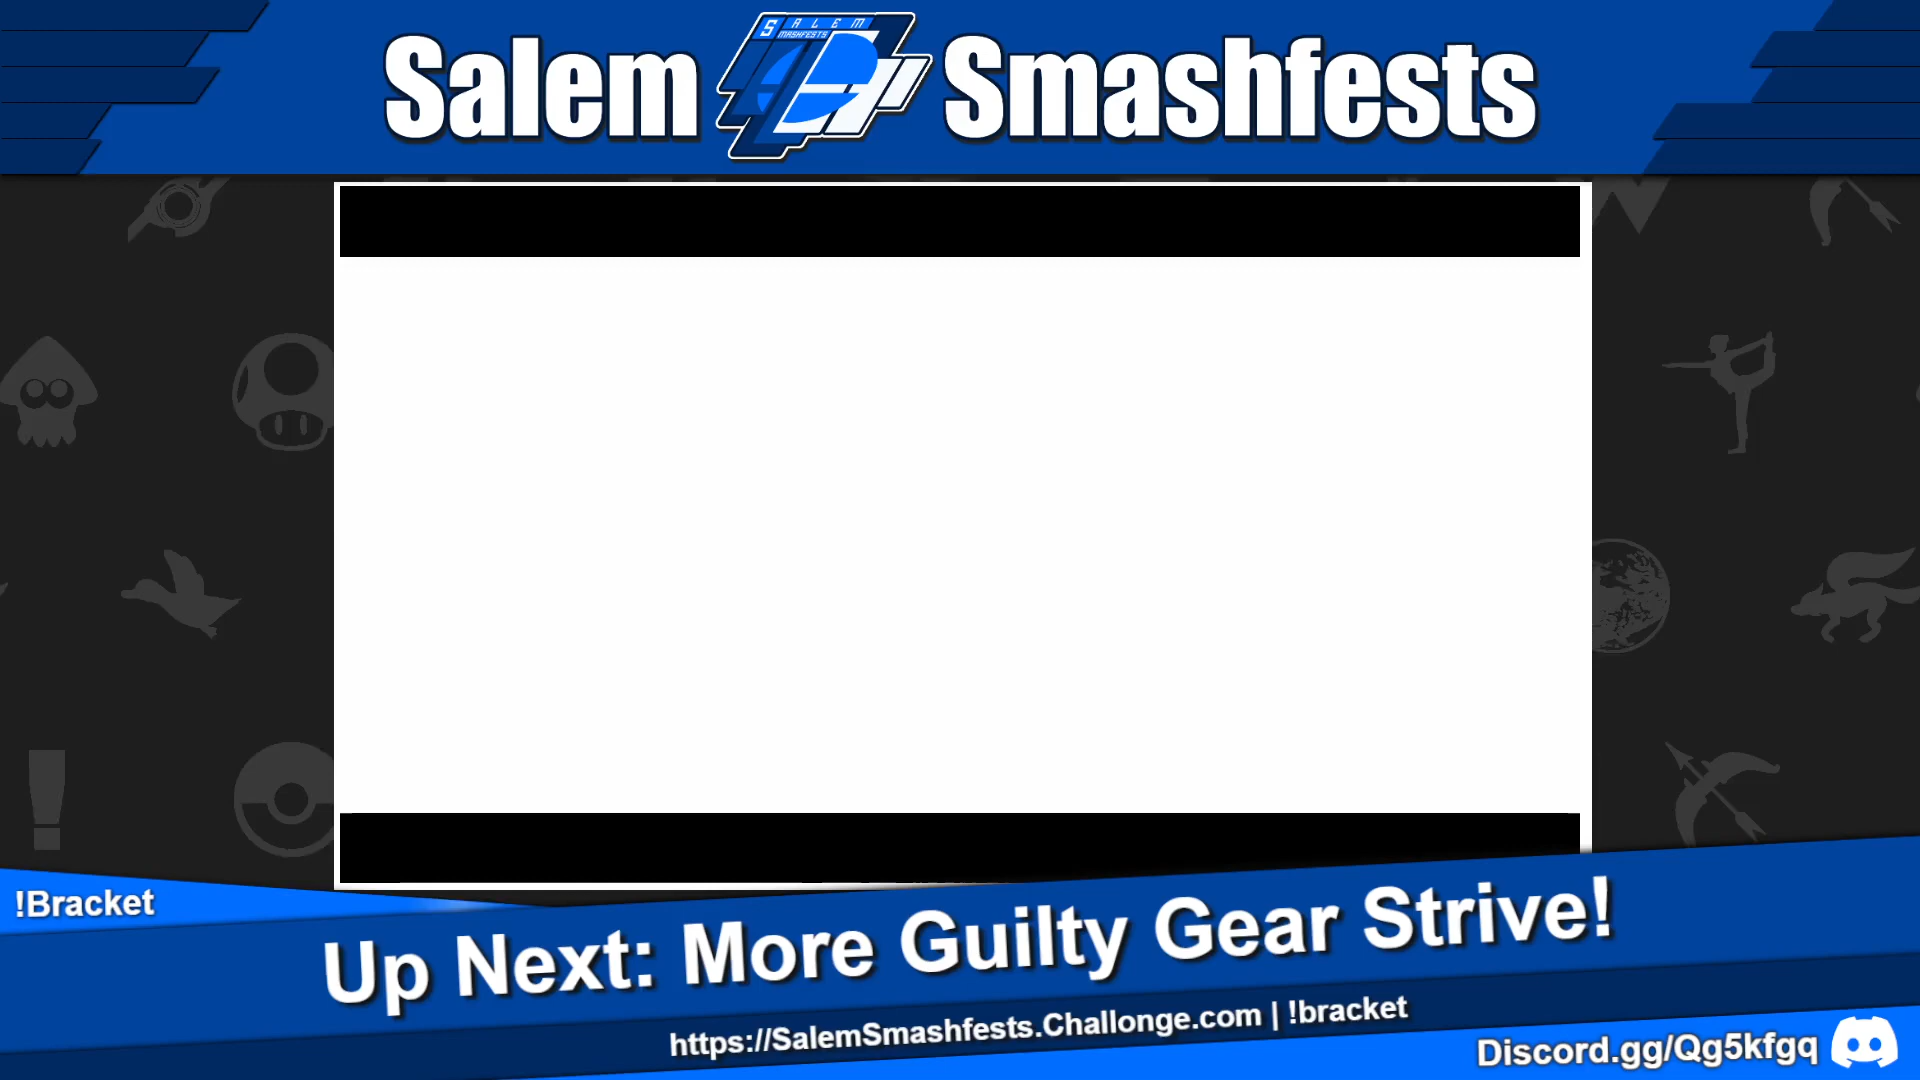 Salem Smashfests
SALEM
SMASHFESTS
!Bracket
Up Next: More Guilty Gear Strive!
https://SalemSmashfests.Challonge.com | !bracket
Discord.gg/Qg5kfgq